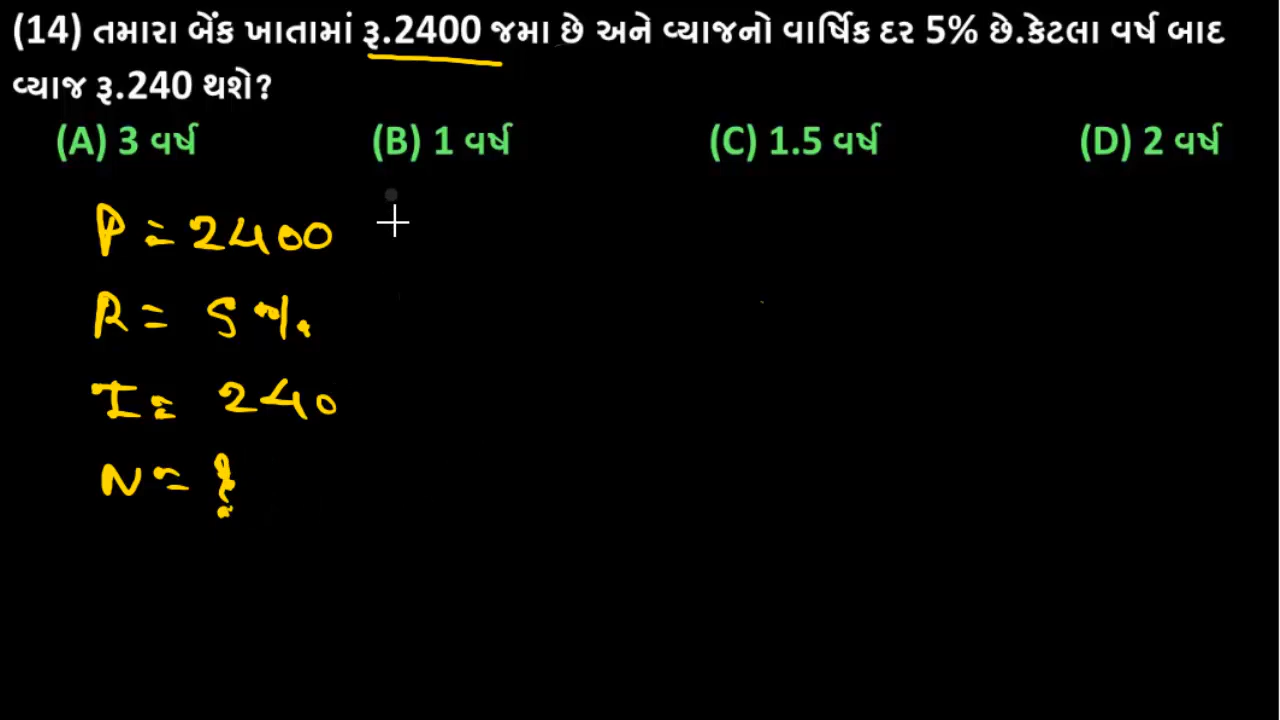 (14) તમારા બેંક ખાતામાં રૂ.2400 જમા છે અને વ્યાજનો વાર્ષિક દર 5% છે.કેટલા વર્ષ બાદ
વ્યાજ રૂ.240 થશે?
(A) 3 વર્ષ (B) 1 વર્ષ (C) 1.5 વર્ષ (D) 2 વર્ષ
P = 2400
R = 5%
I = 240
N = ?